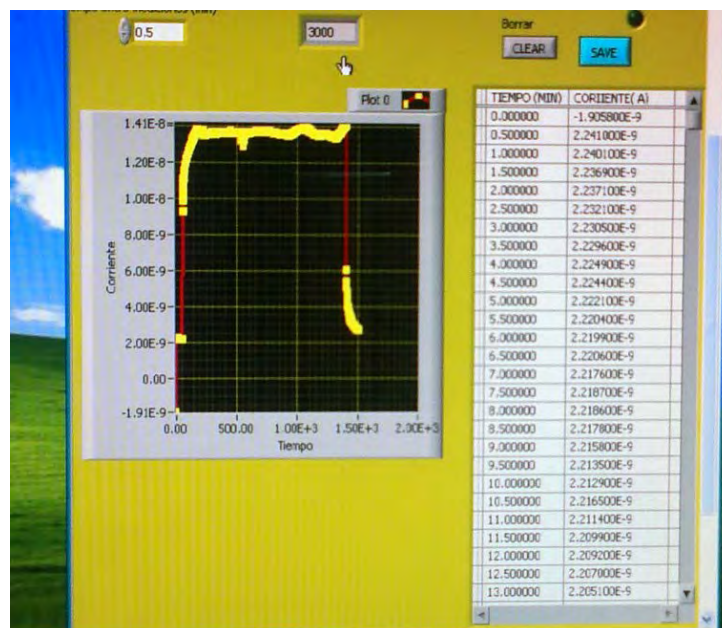 0.5
3000
Borrar
CLEAR
SAVE
Plot 0
1.41E-8
1.20E-8
1.00E-8
8.00E-9
6.00E-9
4.00E-9
2.00E-9
0.00
-1.91E-9
Corriente
0.00 500.00 1.00E+3 1.50E+3 2.00E+3
Tiempo
TIEMPO (MIN) CORIIENTE( A)
0.000000 -1.905800E-9
0.500000 2.241000E-9
1.000000 2.240100E-9
1.500000 2.236900E-9
2.000000 2.237100E-9
2.500000 2.232100E-9
3.000000 2.230500E-9
3.500000 2.229600E-9
4.000000 2.224900E-9
4.500000 2.224400E-9
5.000000 2.222100E-9
5.500000 2.220400E-9
6.000000 2.219900E-9
6.500000 2.220600E-9
7.000000 2.217600E-9
7.500000 2.218700E-9
8.000000 2.218600E-9
8.500000 2.217800E-9
9.000000 2.215800E-9
9.500000 2.213500E-9
10.000000 2.212900E-9
10.500000 2.216500E-9
11.000000 2.211400E-9
11.500000 2.209900E-9
12.000000 2.209200E-9
12.500000 2.207000E-9
13.000000 2.205100E-9